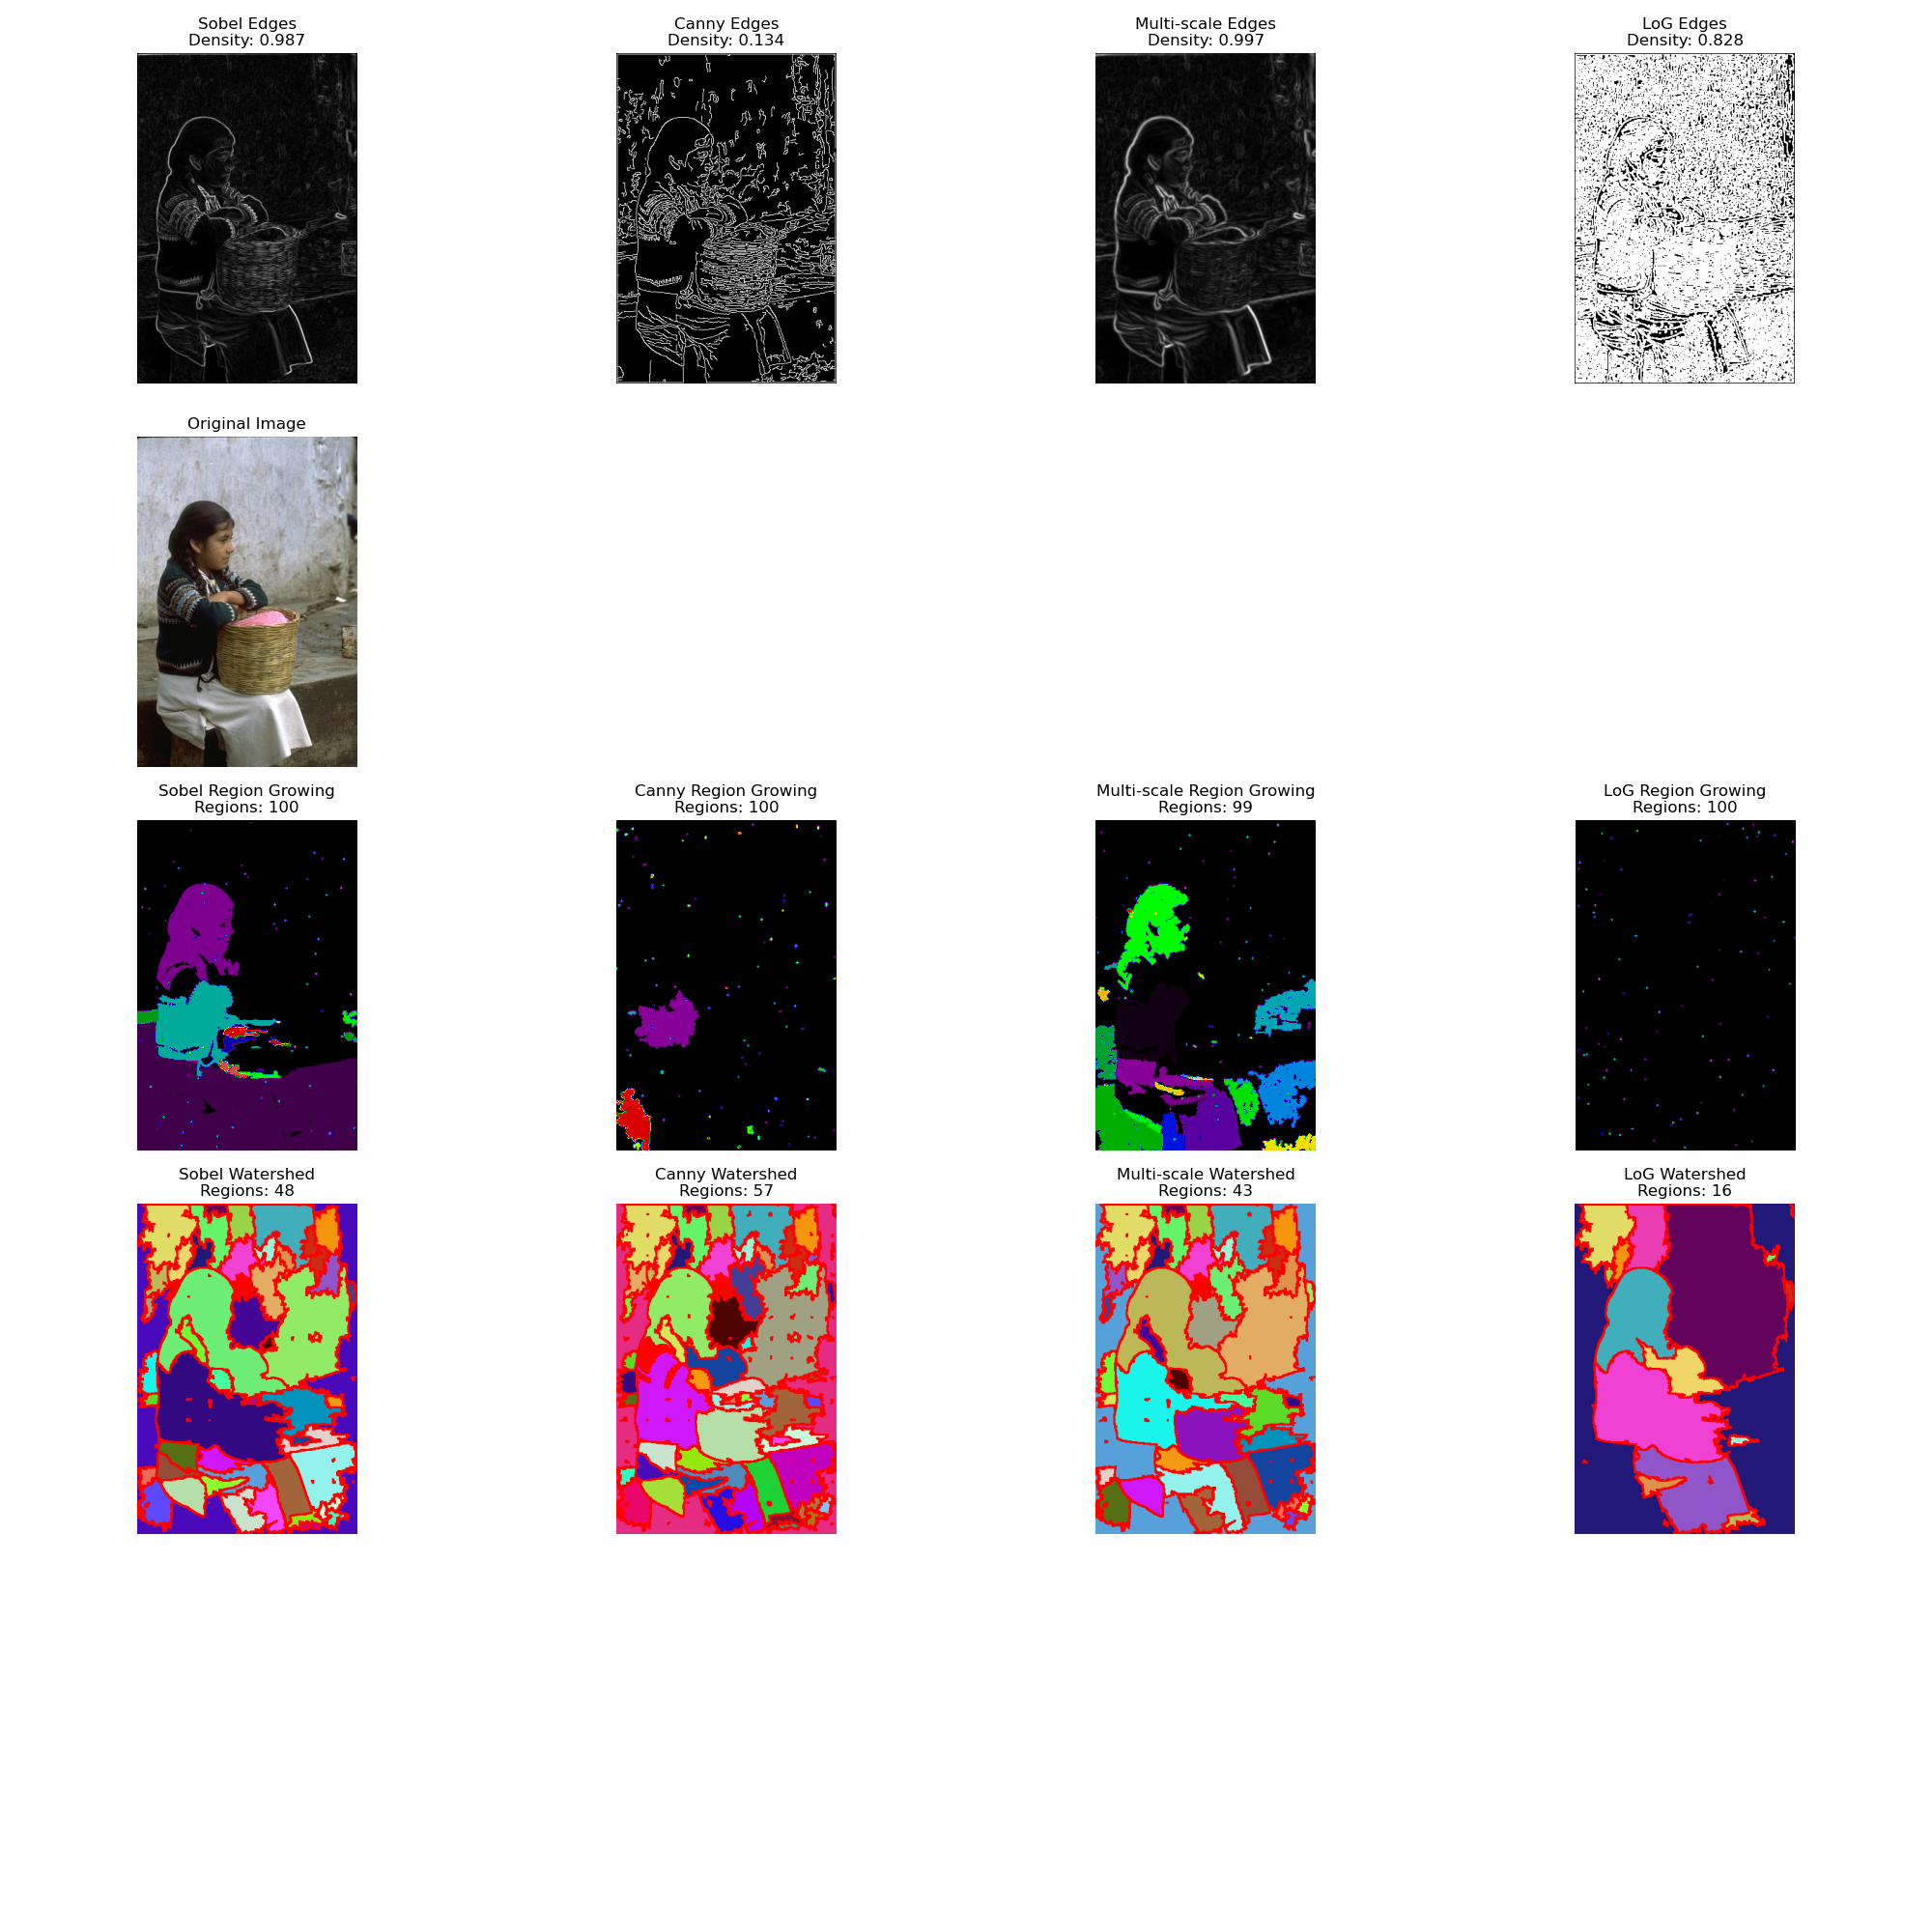 Sobel Edges
Density: 0.987
Canny Edges
Density: 0.134
Multi-scale Edges
Density: 0.997
LoG Edges
Density: 0.828
Original Image
Sobel Region Growing
Regions: 100
Canny Region Growing
Regions: 100
Multi-scale Region Growing
Regions: 99
LoG Region Growing
Regions: 100
Sobel Watershed
Regions: 48
Canny Watershed
Regions: 57
Multi-scale Watershed
Regions: 43
LoG Watershed
Regions: 16